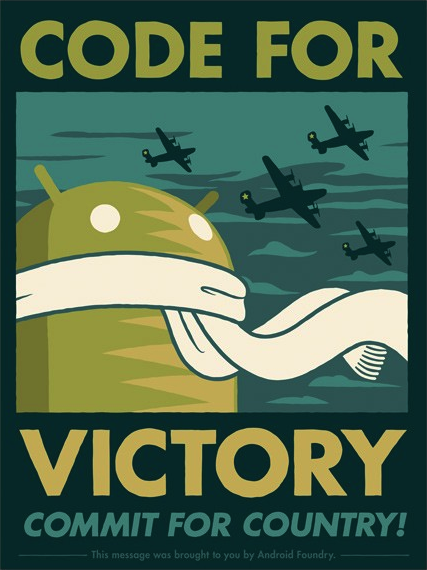 CODE FOR
VICTORY
COMMIT FOR COUNTRY!
This message was brought to you by Android Foundry.